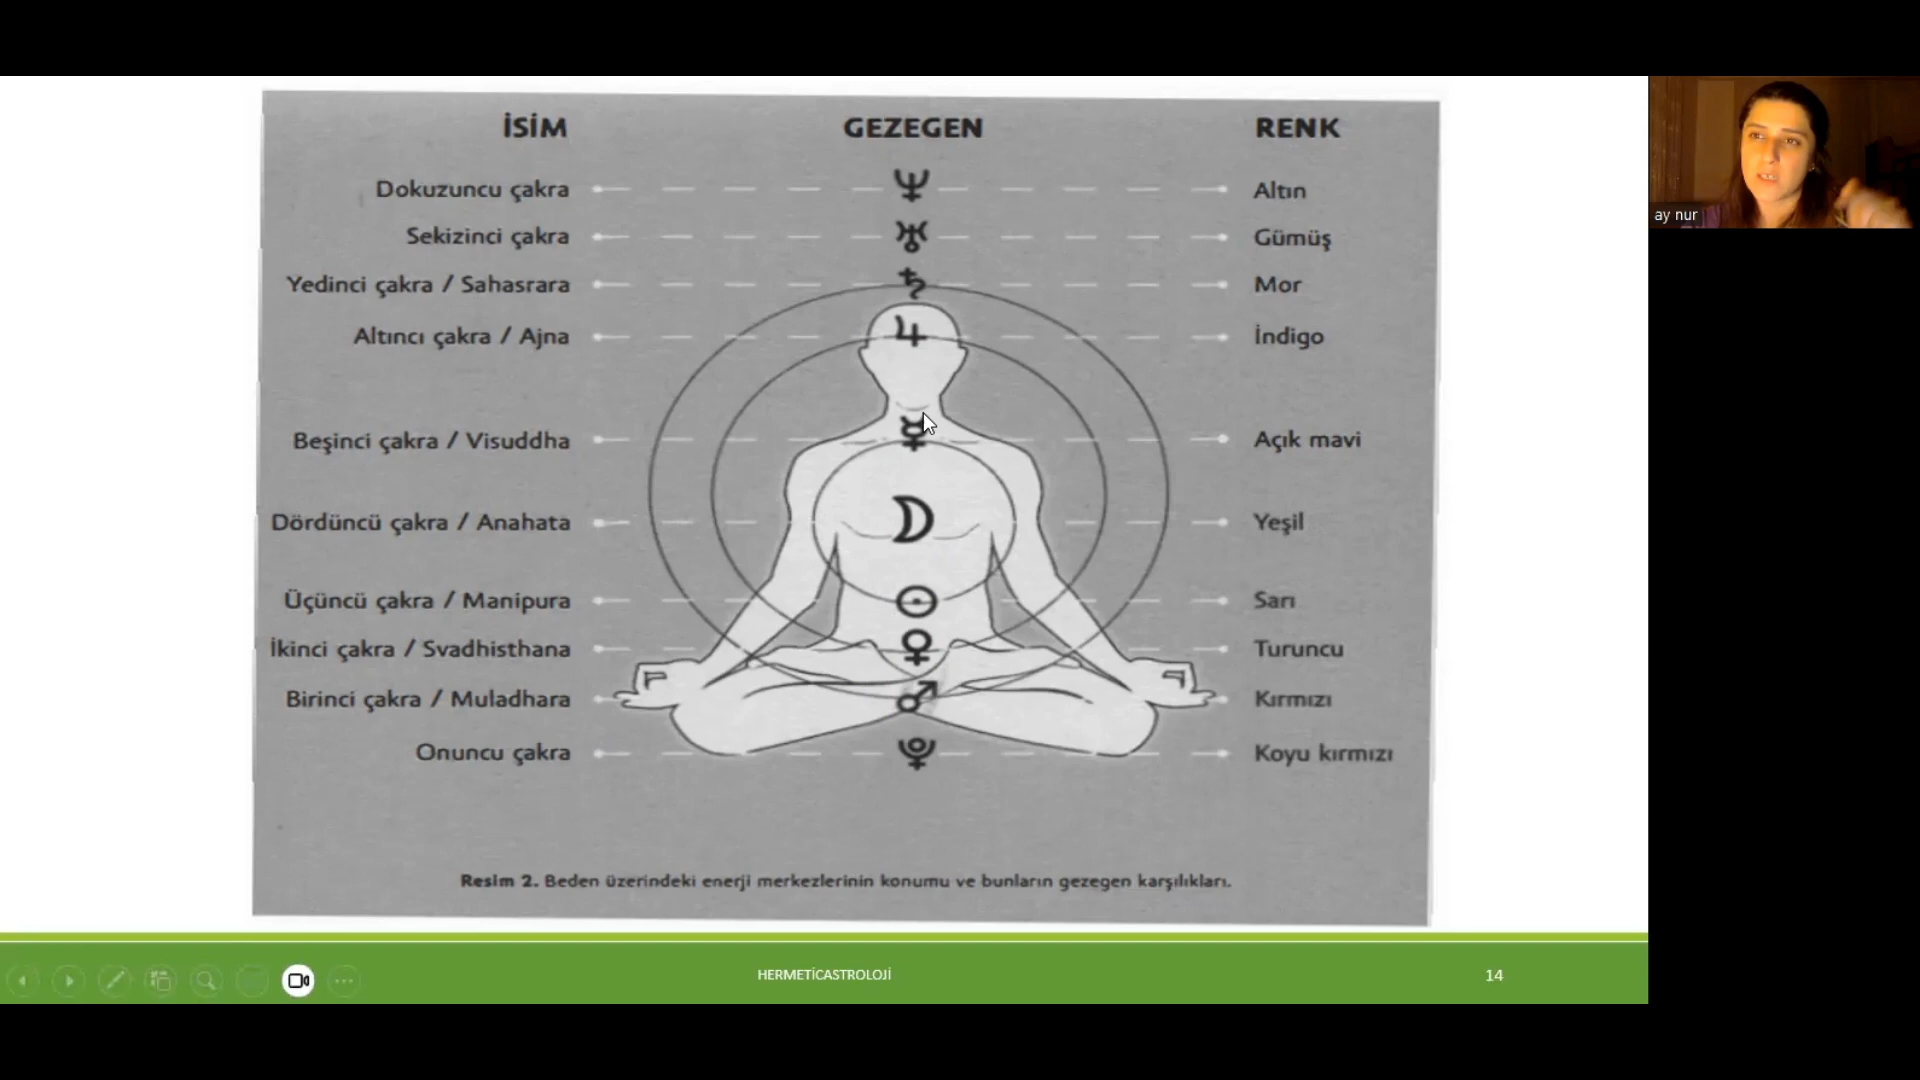 İSİM GEZEGEN RENK
Dokuzuncu çakra Altın
Sekizinci çakra Gümüş
Yedinci çakra / Sahasrara Mor
Altıncı çakra / Ajna İndigo
Beşinci çakra / Visuddha Açık mavi
Dördüncü çakra / Anahata Yeşil
Üçüncü çakra / Manipura Sarı
İkinci çakra / Svadhisthana Turuncu
Birinci çakra / Muladhara Kırmızı
Onuncu çakra Koyu kırmızı
Resim 2. Beden üzerindeki enerji merkezlerinin konumu ve bunların gezegen karşılıkları.
HERMETİCASTROLOJİ 14
ay nur